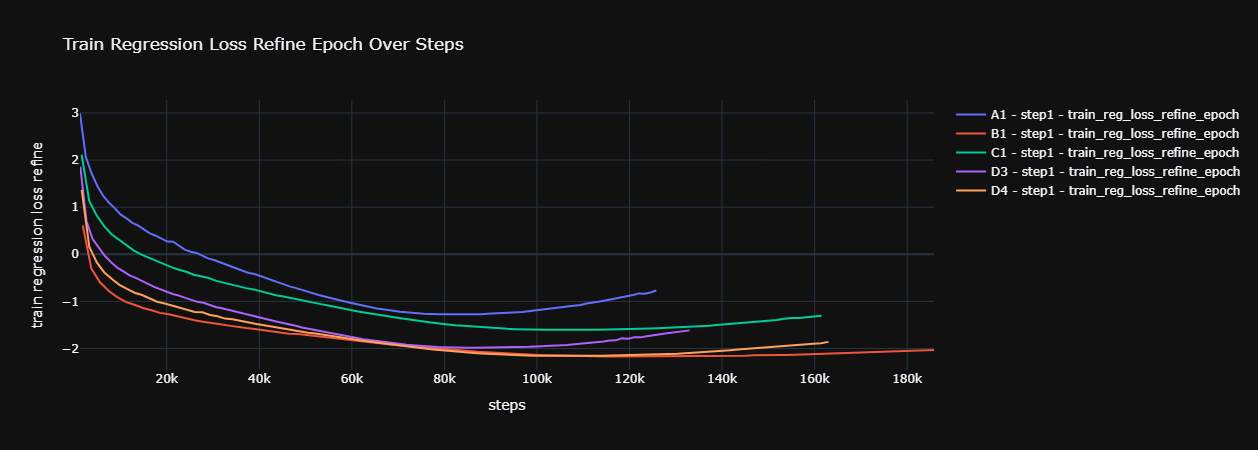 Train Regression Loss Refine Epoch Over Steps
3
2
1
0
−1
−2
train regression loss refine
20k 40k 60k 80k 100k 120k 140k 160k 180k
steps
A1 - step1 - train_reg_loss_refine_epoch
B1 - step1 - train_reg_loss_refine_epoch
C1 - step1 - train_reg_loss_refine_epoch
D3 - step1 - train_reg_loss_refine_epoch
D4 - step1 - train_reg_loss_refine_epoch